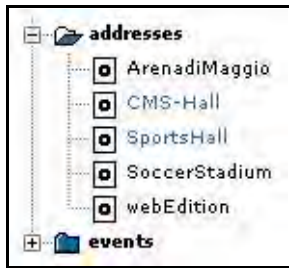 addresses
ArenadiMaggio
CMS-Hall
SportsHall
SoccerStadium
webEdition
events